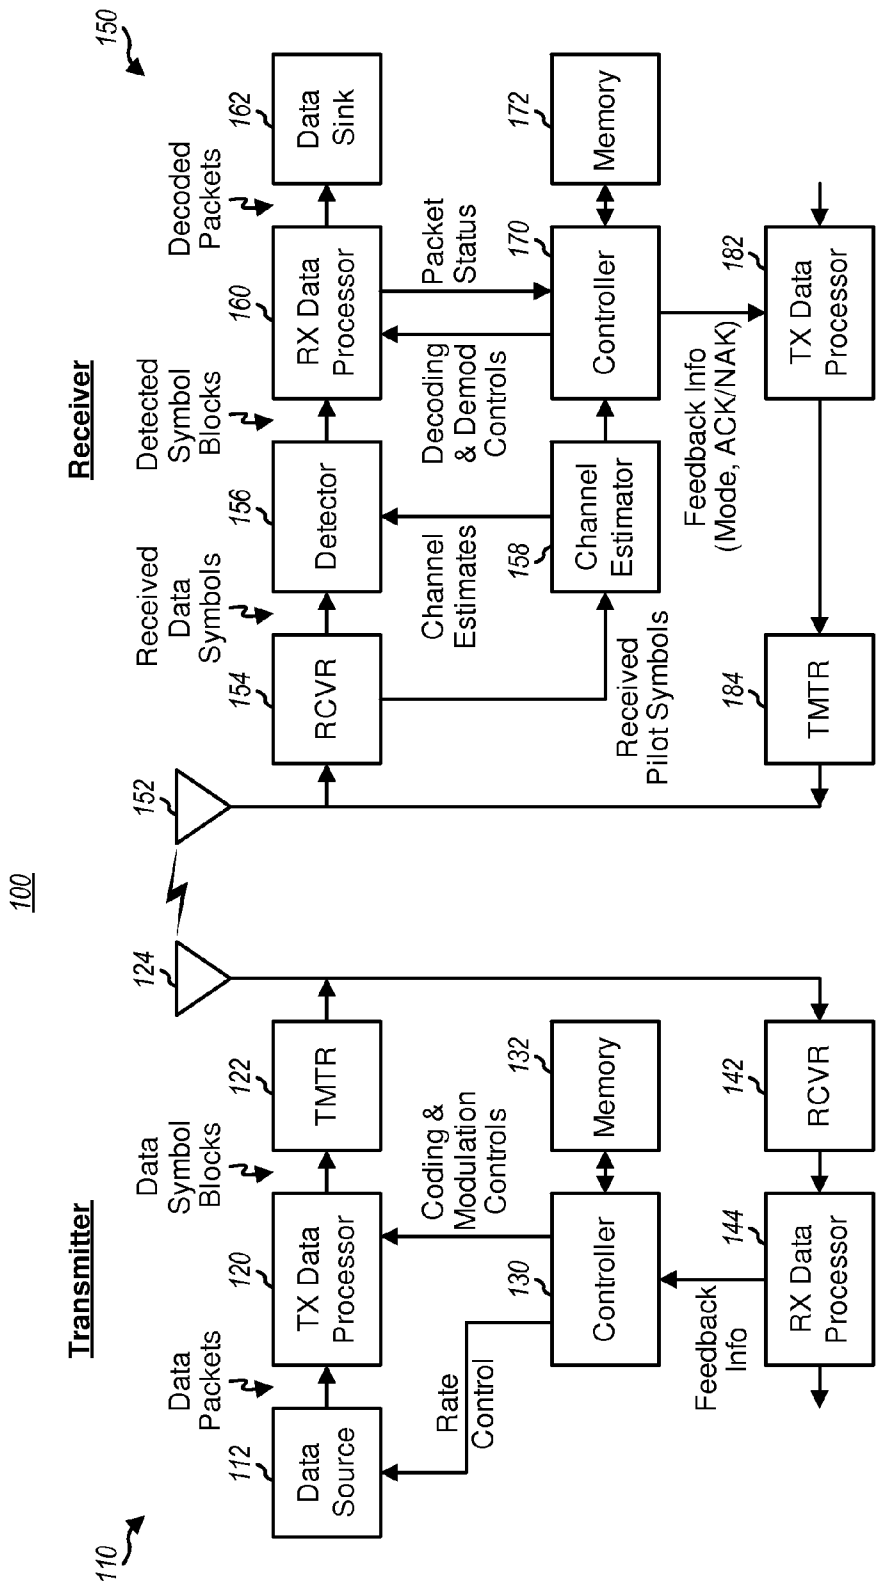 100
Transmitter
Receiver
110
150
112
Data
Source
Data
Packets
120
TX Data
Processor
Data
Symbol
Blocks
122
TMTR
124
152
154
RCVR
Received
Data
Symbols
156
Detector
Detected
Symbol
Blocks
160
RX Data
Processor
Decoded
Packets
162
Data
Sink
Rate
Control
Coding &
Modulation
Controls
130
Controller
132
Memory
Channel
Estimates
Decoding
& Demod
Controls
Packet
Status
158
Channel
Estimator
170
Controller
172
Memory
Received
Pilot Symbols
Feedback
Info
Feedback Info
(Mode, ACK/NAK)
144
RX Data
Processor
142
RCVR
184
TMTR
182
TX Data
Processor